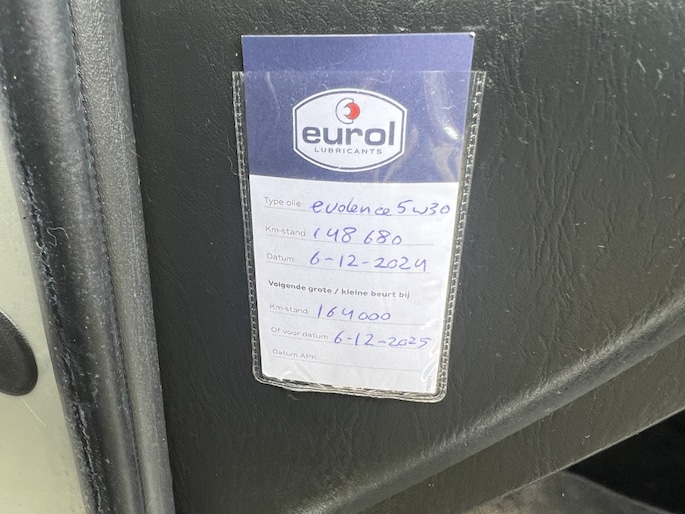 eurol
LUBRICANTS
Type olie evolence 5w30
Km-stand 148 680
Datum 6-12-2024
Volgende grote / kleine beurt bij
Km-stand 164000
Of voor datum 6-12-2025
Datum APK